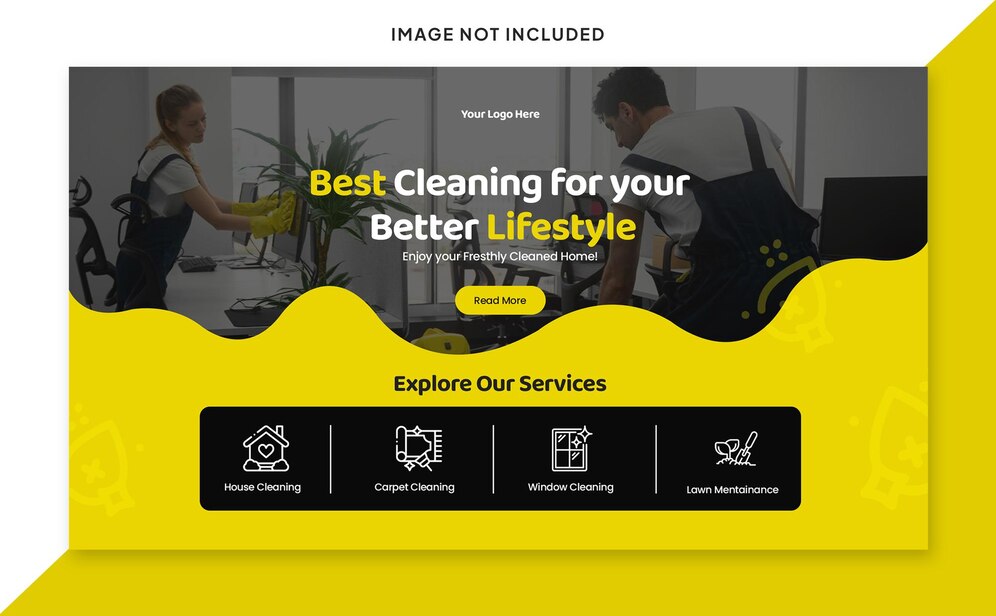 IMAGE NOT INCLUDED
Your Logo Here
Best Cleaning for your
Better Lifestyle
Enjoy your Fresthly Cleaned Home!
Read More
Explore Our Services
House Cleaning
Carpet Cleaning
Window Cleaning
Lawn Mentainance